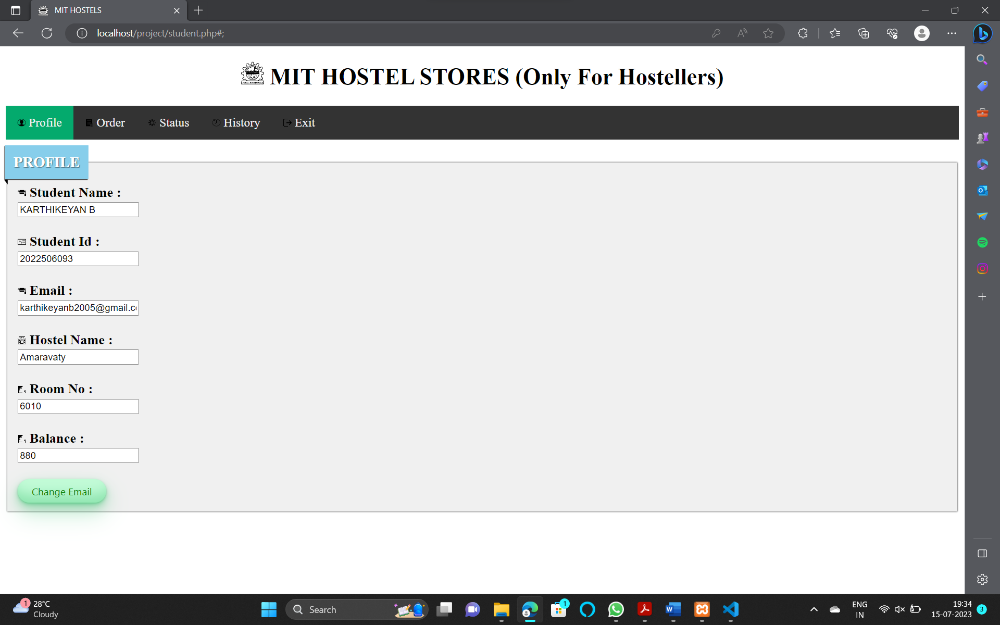 MIT HOSTELS
localhost/project/student.php#;
MIT HOSTEL STORES (Only For Hostellers)
Profile Order Status History Exit
PROFILE
Student Name :
KARTHIKEYAN B
Student Id :
2022506093
Email :
karthikeyanb2005@gmail.c
Hostel Name :
Amaravaty
Room No :
6010
Balance :
880
Change Email
1
28°C
Cloudy
Search
1
ENG
IN
19:34
15-07-2023
3